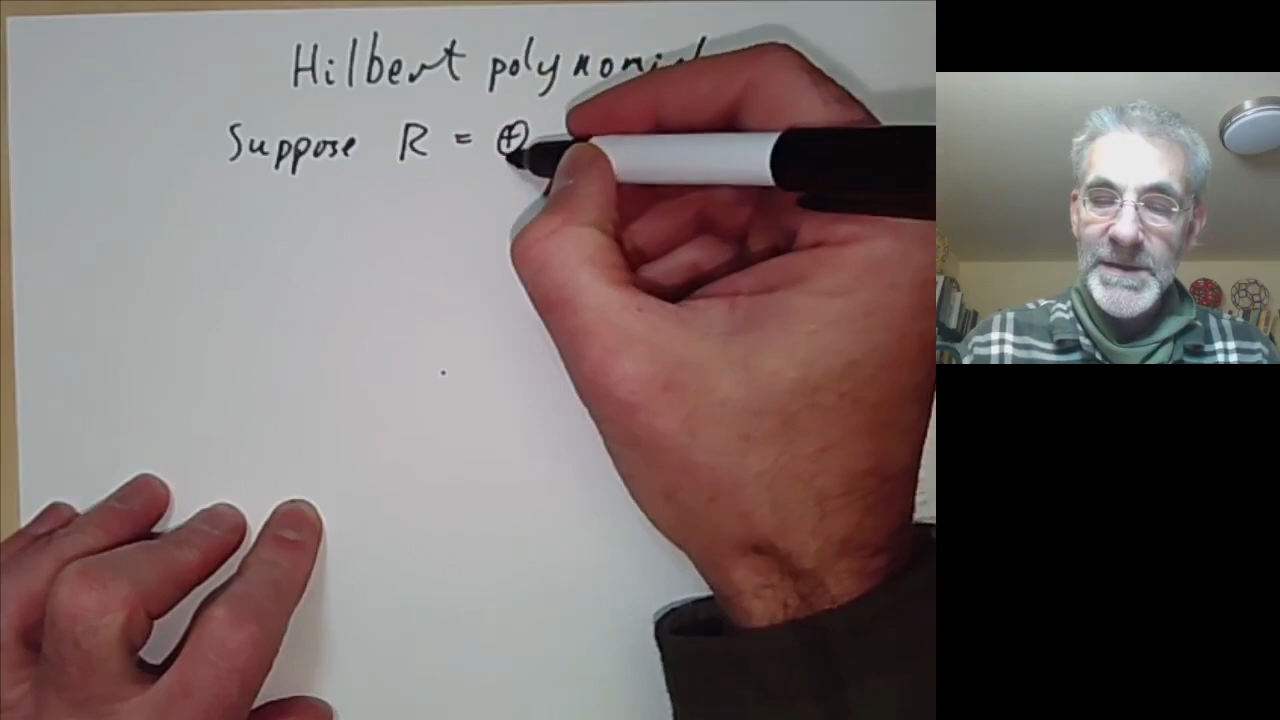 Hilbert polynomial
Suppose R = ⊕